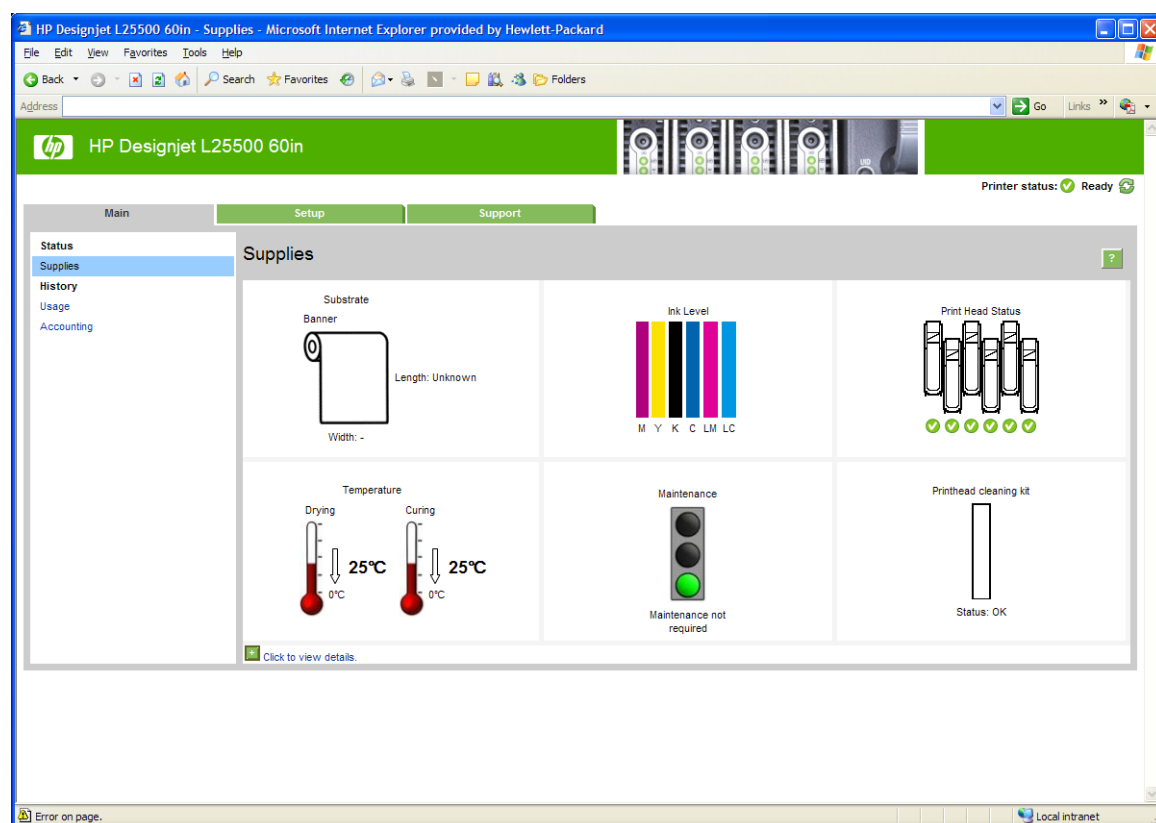 HP Designjet L25500 60in - Supplies - Microsoft Internet Explorer provided by Hewlett-Packard
File Edit View Favorites Tools Help
Back Search Favorites Folders
Address Go Links »
hp HP Designjet L25500 60in
UID
Printer status: Ready
Main Setup Support
Status
Supplies
History
Usage
Accounting
Supplies
?
Substrate
Banner
Length: Unknown
Width: -
Ink Level
M Y K C LM LC
Print Head Status
Temperature
Drying Curing
25°C 25°C
0°C 0°C
Maintenance
Maintenance not
required
Printhead cleaning kit
Status: OK
+ Click to view details.
Error on page. Local intranet